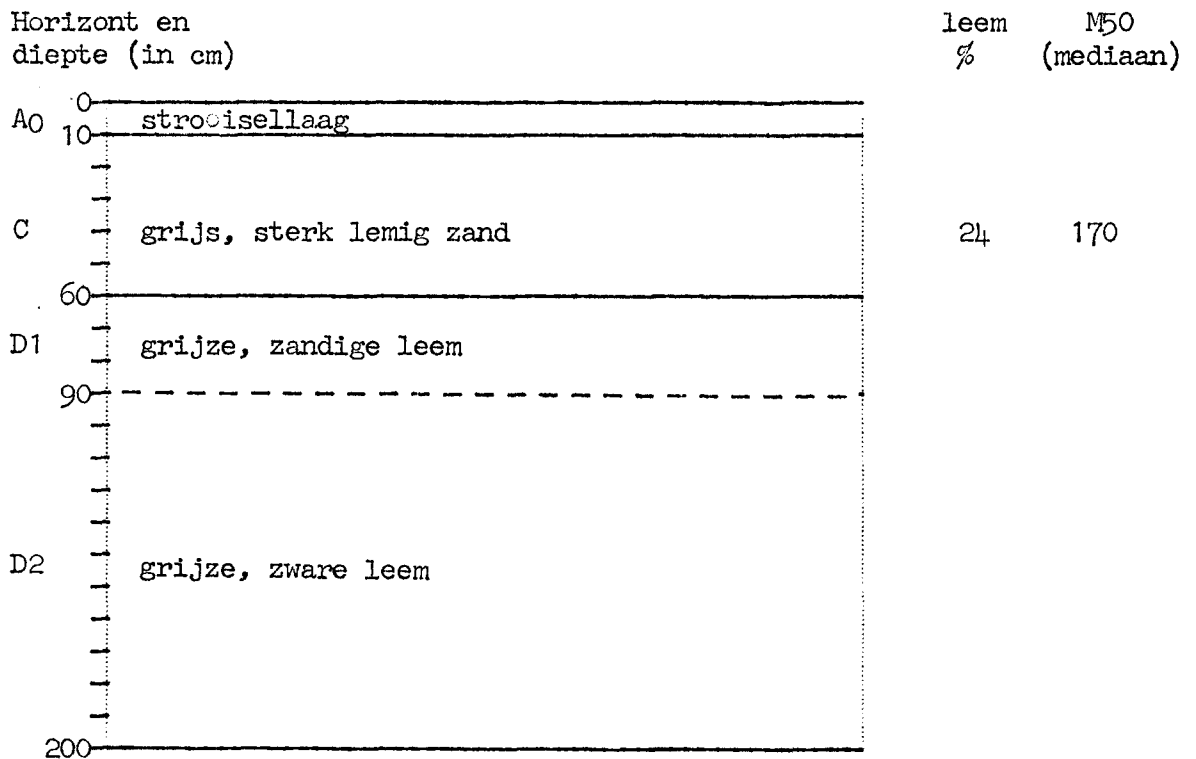 Horizont en leem M50
diepte (in cm) % (mediaan)
0
A0 strooisellaag
10
C grijs, sterk lemig zand 24 170
60
D1 grijze, zandige leem
90
D2 grijze, zware leem
200